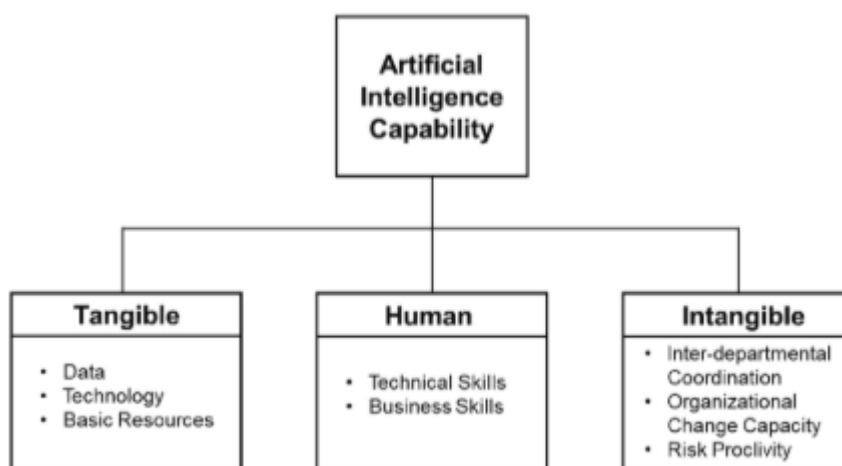 Artificial
Intelligence
Capability
Tangible
• Data
• Technology
• Basic Resources
Human
• Technical Skills
• Business Skills
Intangible
• Inter-departmental
Coordination
• Organizational
Change Capacity
• Risk Proclivity